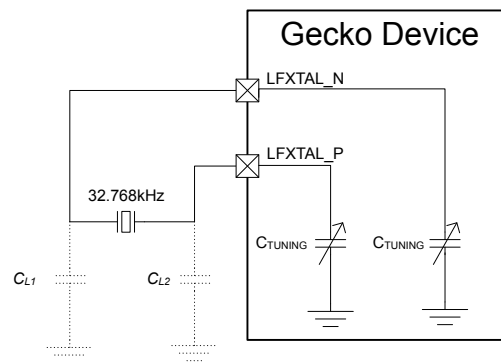 Gecko Device
LFXTAL_N
LFXTAL_P
32.768kHz
CTUNING
CTUNING
CL1
CL2